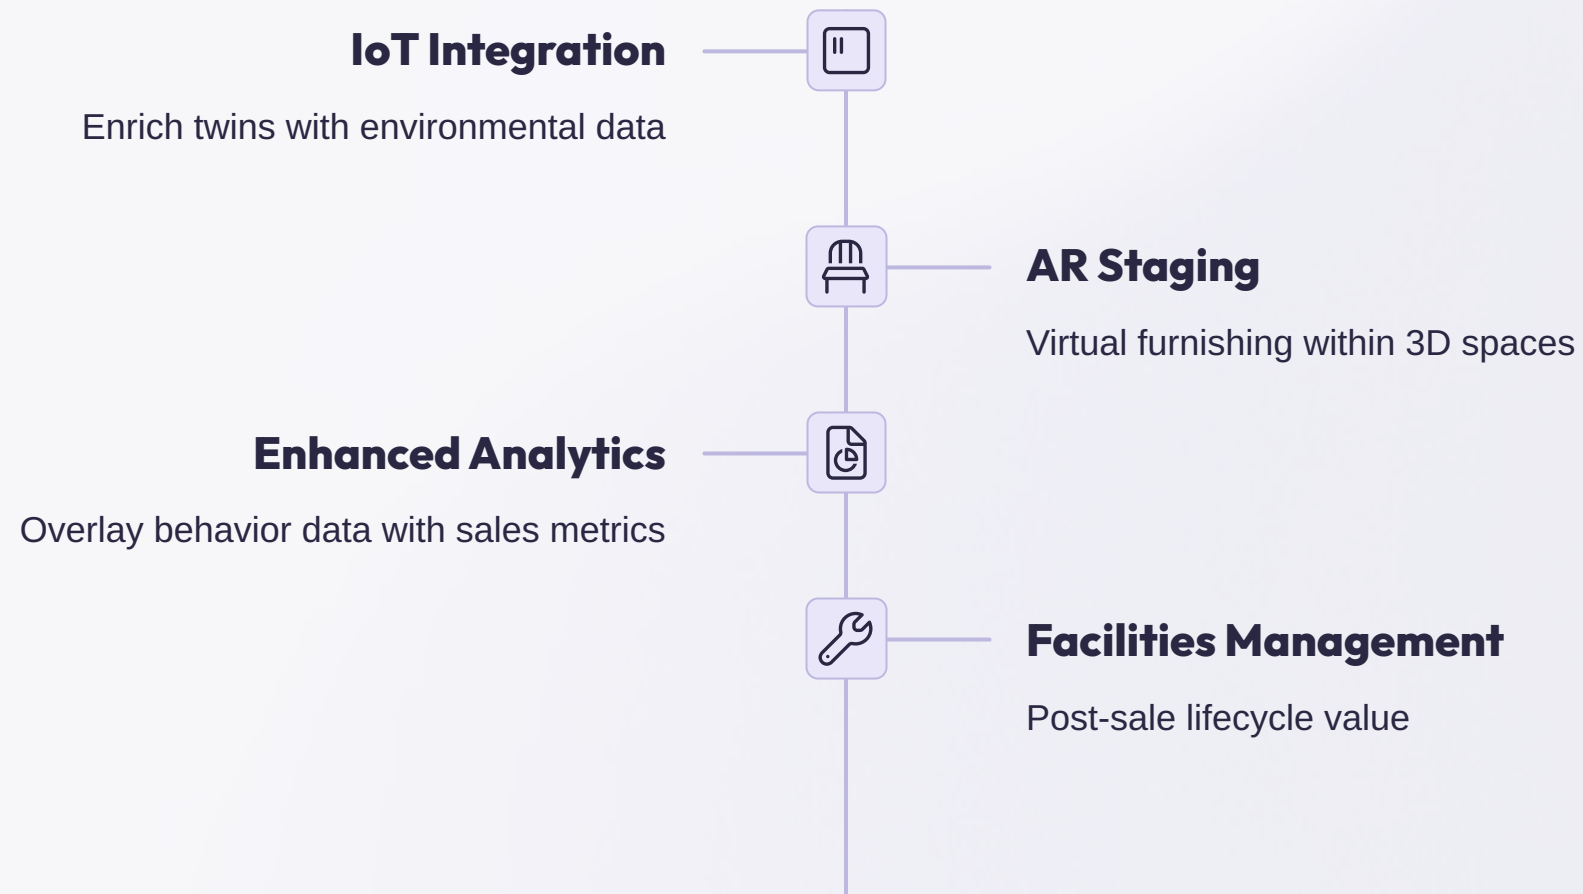 IoT Integration
Enrich twins with environmental data
AR Staging
Virtual furnishing within 3D spaces
Enhanced Analytics
Overlay behavior data with sales metrics
Facilities Management
Post-sale lifecycle value